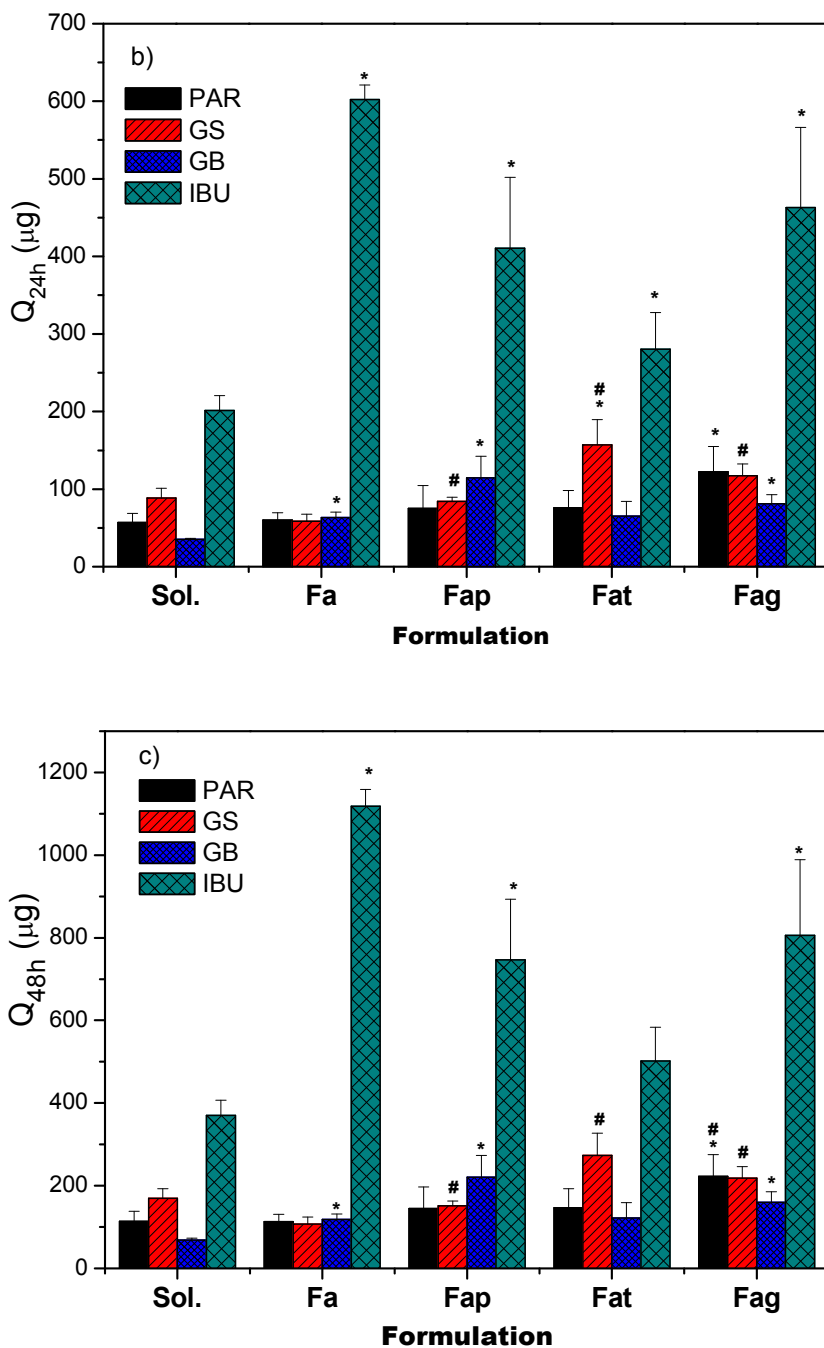 700
b)
PAR
GS
GB
IBU
600
500
400
300
200
100
0
Q24h (μg)
*
*
*
#
*
*
*
#
*
*
#
*
Sol. Fa Fap Fat Fag
Formulation
c)
PAR
GS
GB
IBU
1200
1000
800
600
400
200
0
Q48h (μg)
*
*
*
#
*
#
*
#
*
#
*
Sol. Fa Fap Fat Fag
Formulation